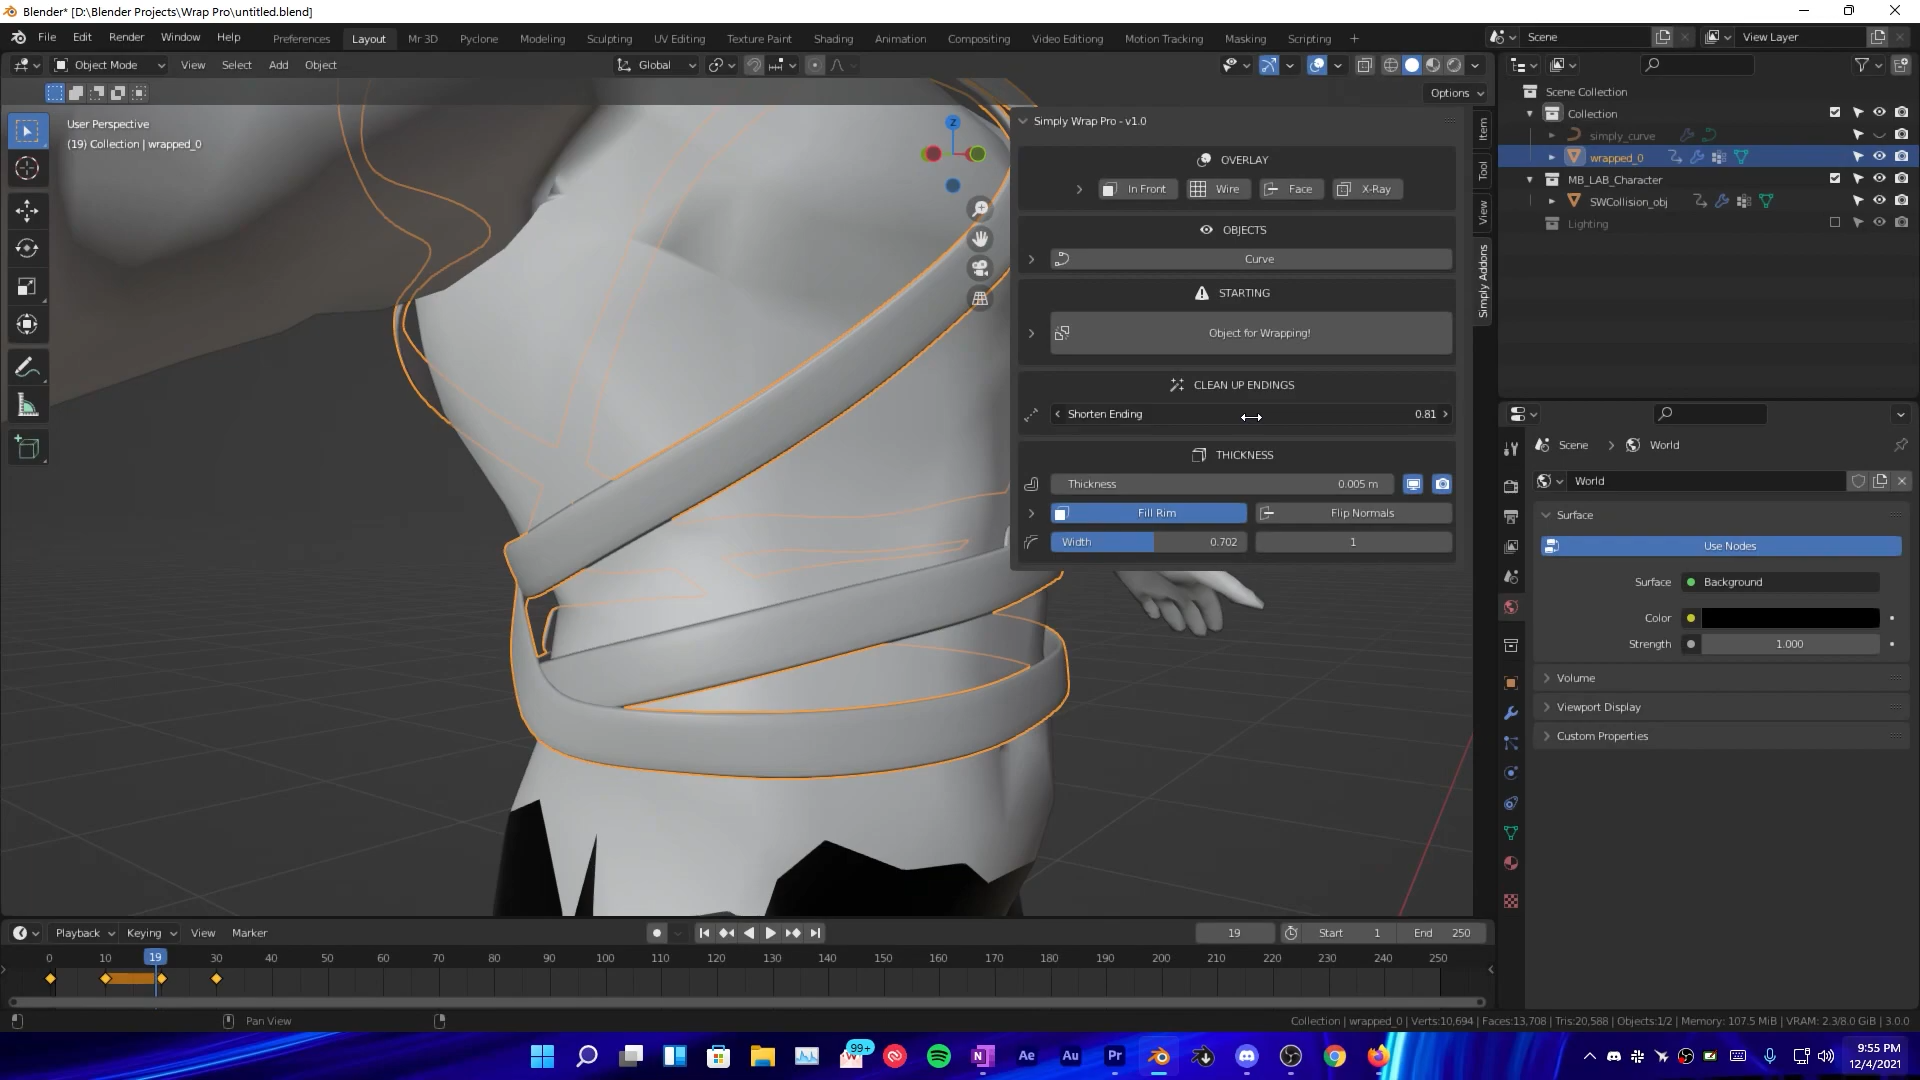 Blender* [D:\Blender Projects\Wrap Pro\untitled.blend]
File Edit Render Window Help Preferences Layout Mr 3D Pyclone Modeling Sculpting UV Editing Texture Paint Shading Animation Compositing Video Editiong Motion Tracking Masking Scripting + Scene View Layer
Object Mode View Select Add Object Global
Options
User Perspective
(19) Collection | wrapped_0
Z
Simply Wrap Pro - v1.0
OVERLAY
In Front Wire Face X-Ray
OBJECTS
Curve
STARTING
Object for Wrapping!
CLEAN UP ENDINGS
Shorten Ending 0.81
THICKNESS
Thickness 0.005 m
Fill Rim Flip Normals
Width 0.702 1
Item
Tool
View
Simply Addons
Scene Collection
Collection
simply_curve
wrapped_0
MB_LAB_Character
SWCollision_obj
Lighting
Scene > World
World
Surface
Use Nodes
Surface Background
Color
Strength 1.000
Volume
Viewport Display
Custom Properties
Playback Keying View Marker 19 Start 1 End 250
0 10 19 30 40 50 60 70 80 90 100 110 120 130 140 150 160 170 180 190 200 210 220 230 240 250
Pan View
Collection | wrapped_0 | Verts:10,694 | Faces:13,708 | Tris:20,588 | Objects:1/2 | Memory: 107.5 MiB | VRAM: 2.3/8.0 GiB | 3.0.0
99+
N Ae Au Pr
9:55 PM
12/4/2021